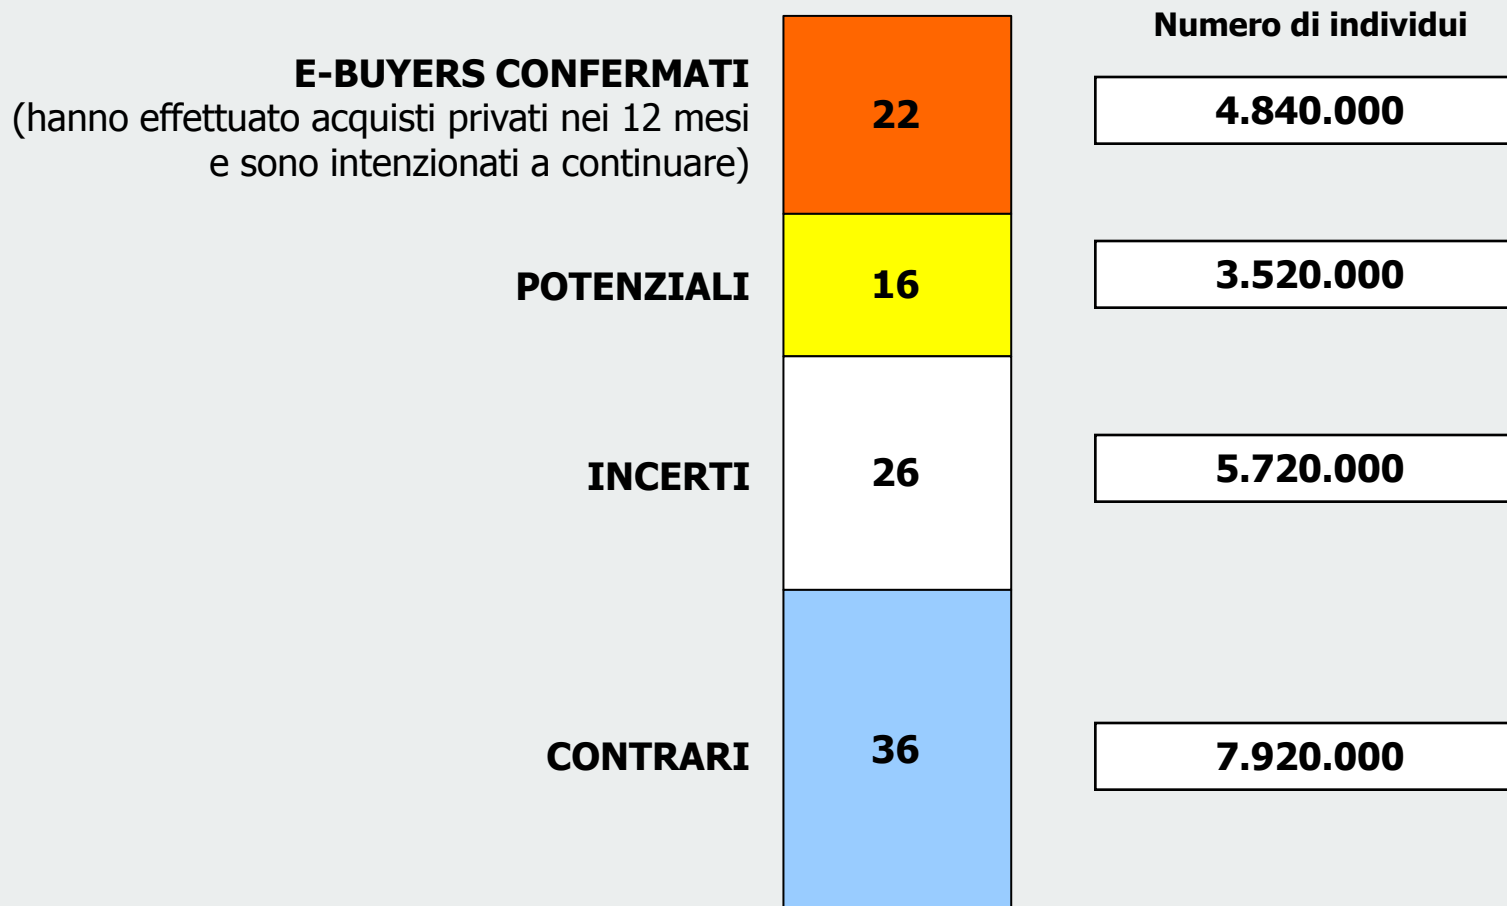 Numero di individui
E-BUYERS CONFERMATI
(hanno effettuato acquisti privati nei 12 mesi
e sono intenzionati a continuare)
22
4.840.000
POTENZIALI
16
3.520.000
INCERTI
26
5.720.000
CONTRARI
36
7.920.000